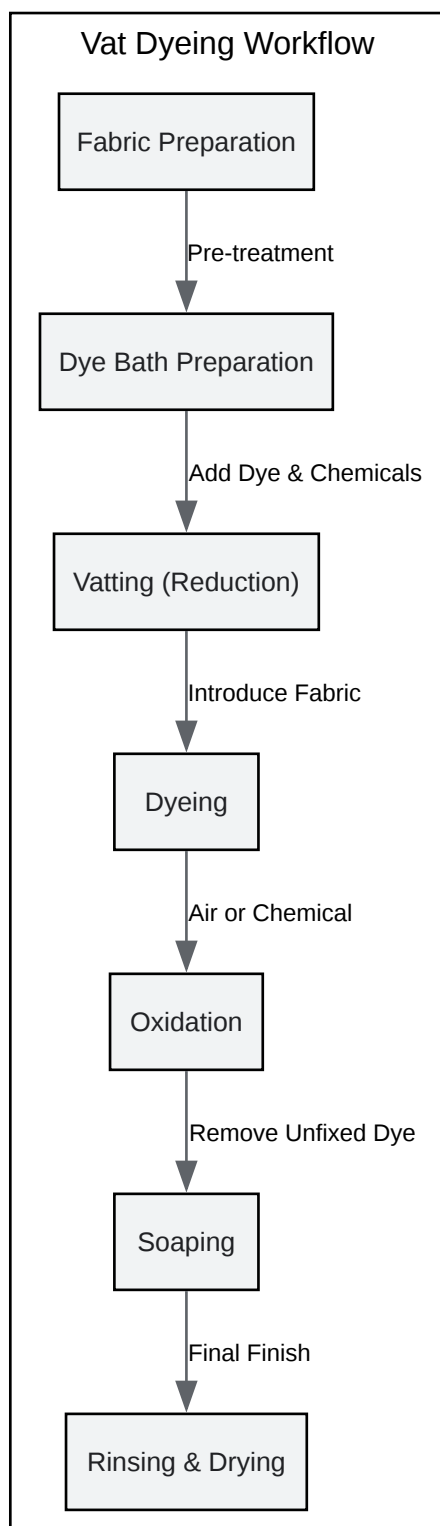 Vat Dyeing Workflow
Fabric Preparation
Pre-treatment
Dye Bath Preparation
Add Dye & Chemicals
Vatting (Reduction)
Introduce Fabric
Dyeing
Air or Chemical
Oxidation
Remove Unfixed Dye
Soaping
Final Finish
Rinsing & Drying